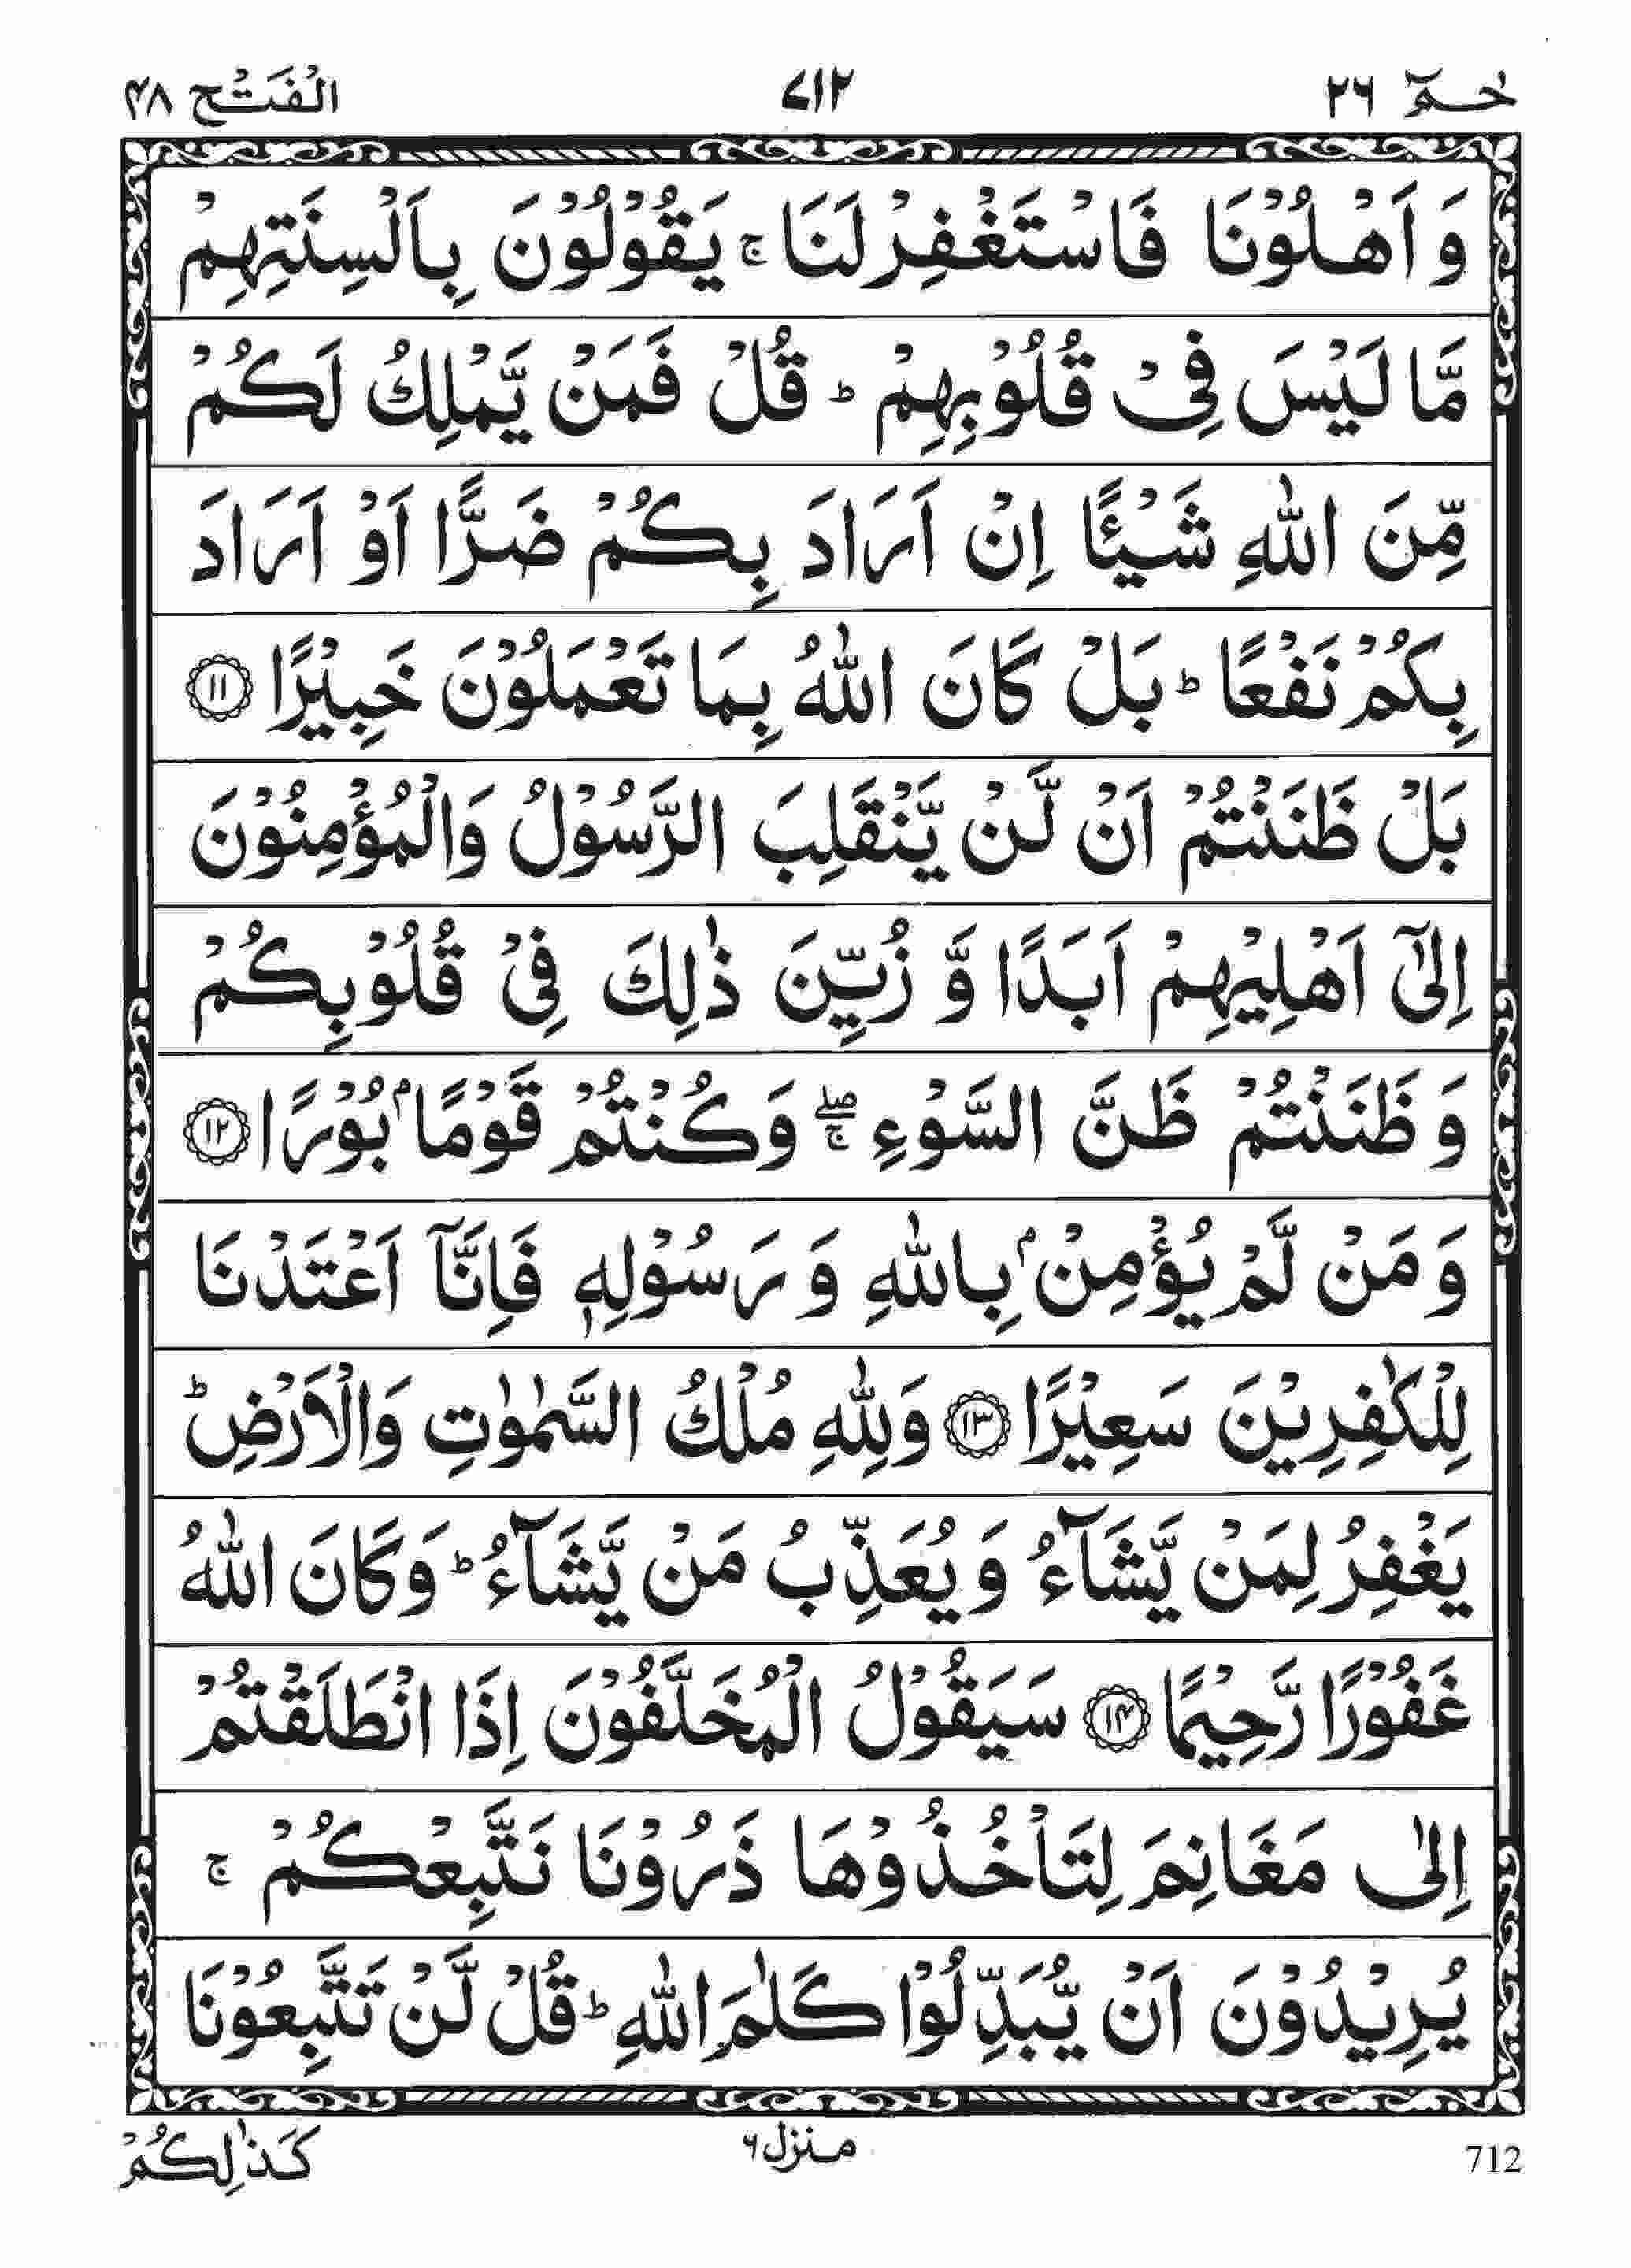 حٰمٓ ٢٦ ٧١٢ الْفَتْح ٤٨
وَ اَهْلُوْنَا فَاسْتَغْفِرْ لَنَا ۚ يَقُوْلُوْنَ بِاَلْسِنَتِهِمْ
مَّا لَيْسَ فِیْ قُلُوْبِهِمْ ؕ قُلْ فَمَنْ يَّمْلِكُ لَكُمْ
مِّنَ اللّٰهِ شَيْـًٔا اِنْ اَرَادَ بِكُمْ ضَرًّا اَوْ اَرَادَ
بِكُمْ نَفْعًا ؕ بَلْ كَانَ اللّٰهُ بِمَا تَعْمَلُوْنَ خَبِيْرًا ﴿١١﴾
بَلْ ظَنَنْتُمْ اَنْ لَّنْ يَّنْقَلِبَ الرَّسُوْلُ وَالْمُؤْمِنُوْنَ
اِلٰۤى اَهْلِيْهِمْ اَبَدًا وَّ زُيِّنَ ذٰلِكَ فِیْ قُلُوْبِكُمْ
وَ ظَنَنْتُمْ ظَنَّ السَّوْءِ ۖۚ وَكُنْتُمْ قَوْمًاۢ بُوْرًا ﴿١٢﴾
وَ مَنْ لَّمْ يُؤْمِنْۢ بِاللّٰهِ وَ رَسُوْلِهٖ فَاِنَّاۤ اَعْتَدْنَا
لِلْكٰفِرِيْنَ سَعِيْرًا ﴿١٣﴾ وَلِلّٰهِ مُلْكُ السَّمٰوٰتِ وَالْاَرْضِ ؕ
يَغْفِرُ لِمَنْ يَّشَآءُ وَ يُعَذِّبُ مَنْ يَّشَآءُ ؕ وَكَانَ اللّٰهُ
غَفُوْرًا رَّحِيْمًا ﴿١٤﴾ سَيَقُوْلُ الْمُخَلَّفُوْنَ اِذَا انْطَلَقْتُمْ
اِلٰى مَغَانِمَ لِتَاْخُذُوْهَا ذَرُوْنَا نَتَّبِعْكُمْ ۚ
يُرِيْدُوْنَ اَنْ يُّبَدِّلُوْا كَلٰمَ اللّٰهِ ؕ قُلْ لَّنْ تَتَّبِعُوْنَا
كَذٰلِكُمْ
منزل ٦
712